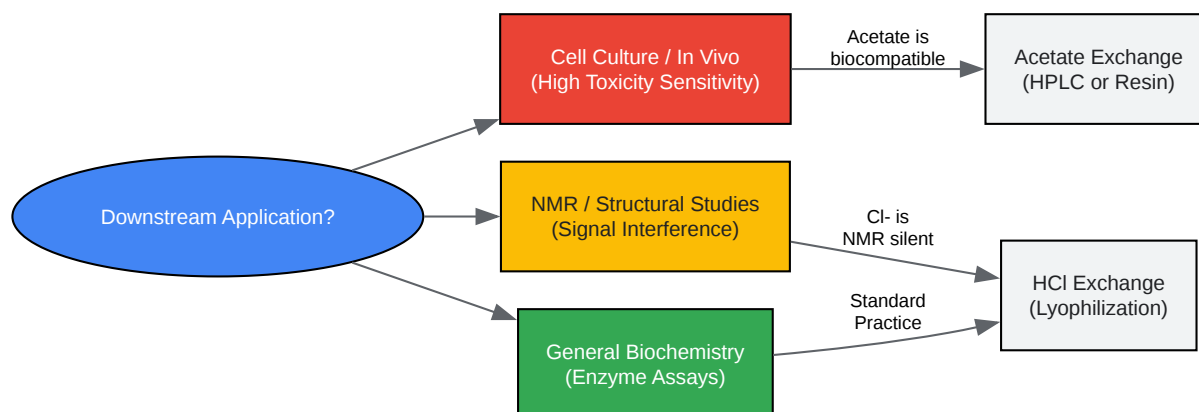 Downstream Application?
Cell Culture / In Vivo
(High Toxicity Sensitivity)
Acetate is
biocompatible
Acetate Exchange
(HPLC or Resin)
NMR / Structural Studies
(Signal Interference)
Cl- is
NMR silent
HCl Exchange
(Lyophilization)
General Biochemistry
(Enzyme Assays)
Standard
Practice